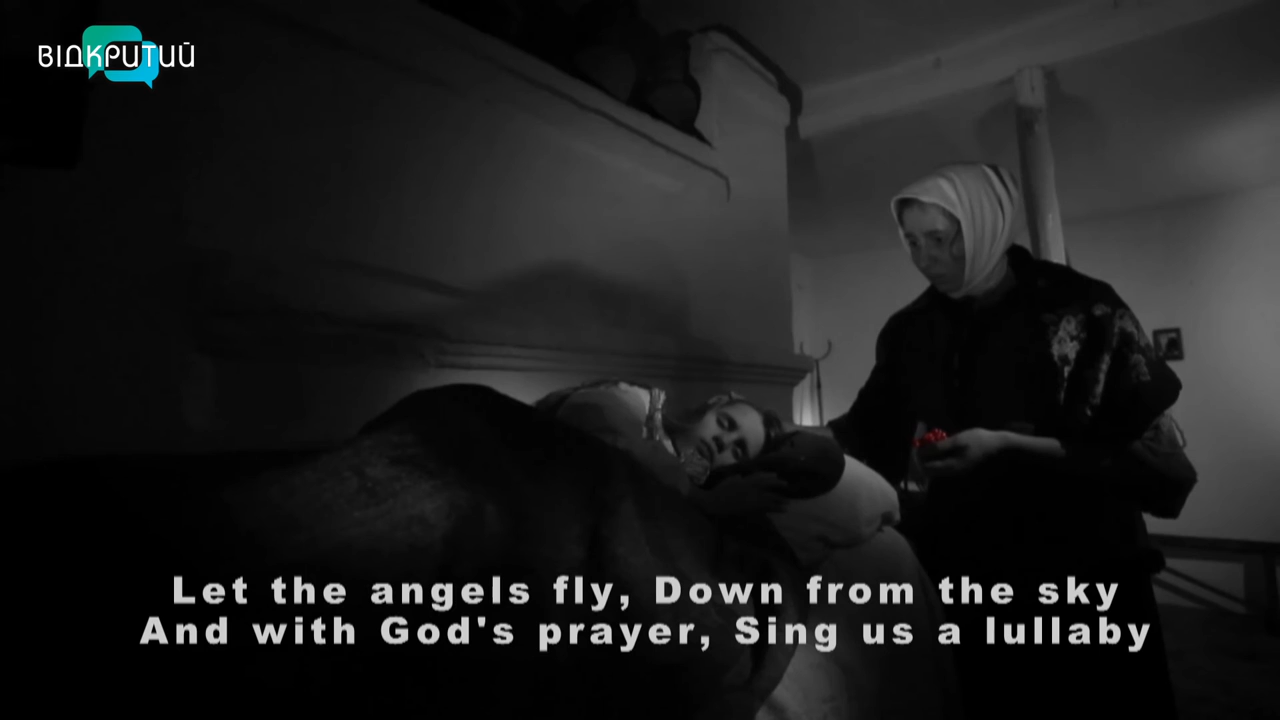 ВІДКРИТИЙ
Let the angels fly, Down from the sky
And with God's prayer, Sing us a lullaby